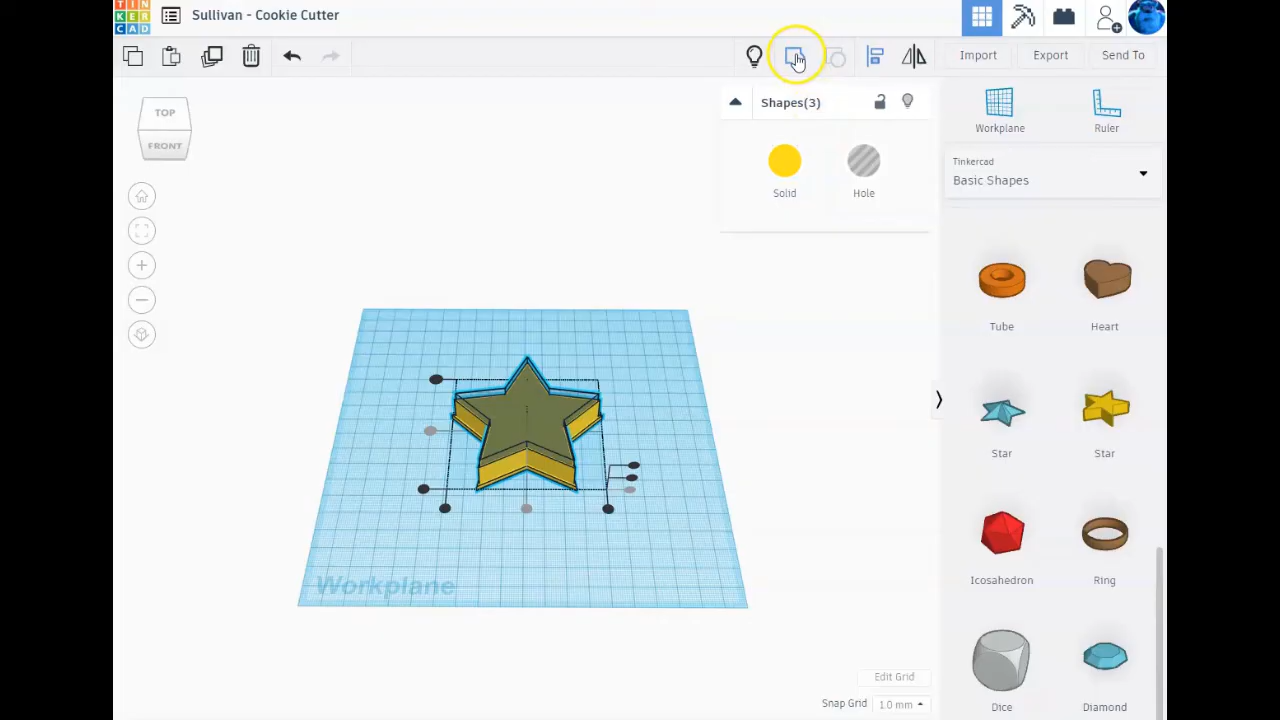 TIN
KER
CAD
Sullivan - Cookie Cutter
Import
Export
Send To
Shapes(3)
Solid
Hole
TOP
FRONT
Workplane
Ruler
Tinkercad
Basic Shapes
Tube
Heart
Star
Star
Icosahedron
Ring
Dice
Diamond
Workplane
Edit Grid
Snap Grid
1.0 mm